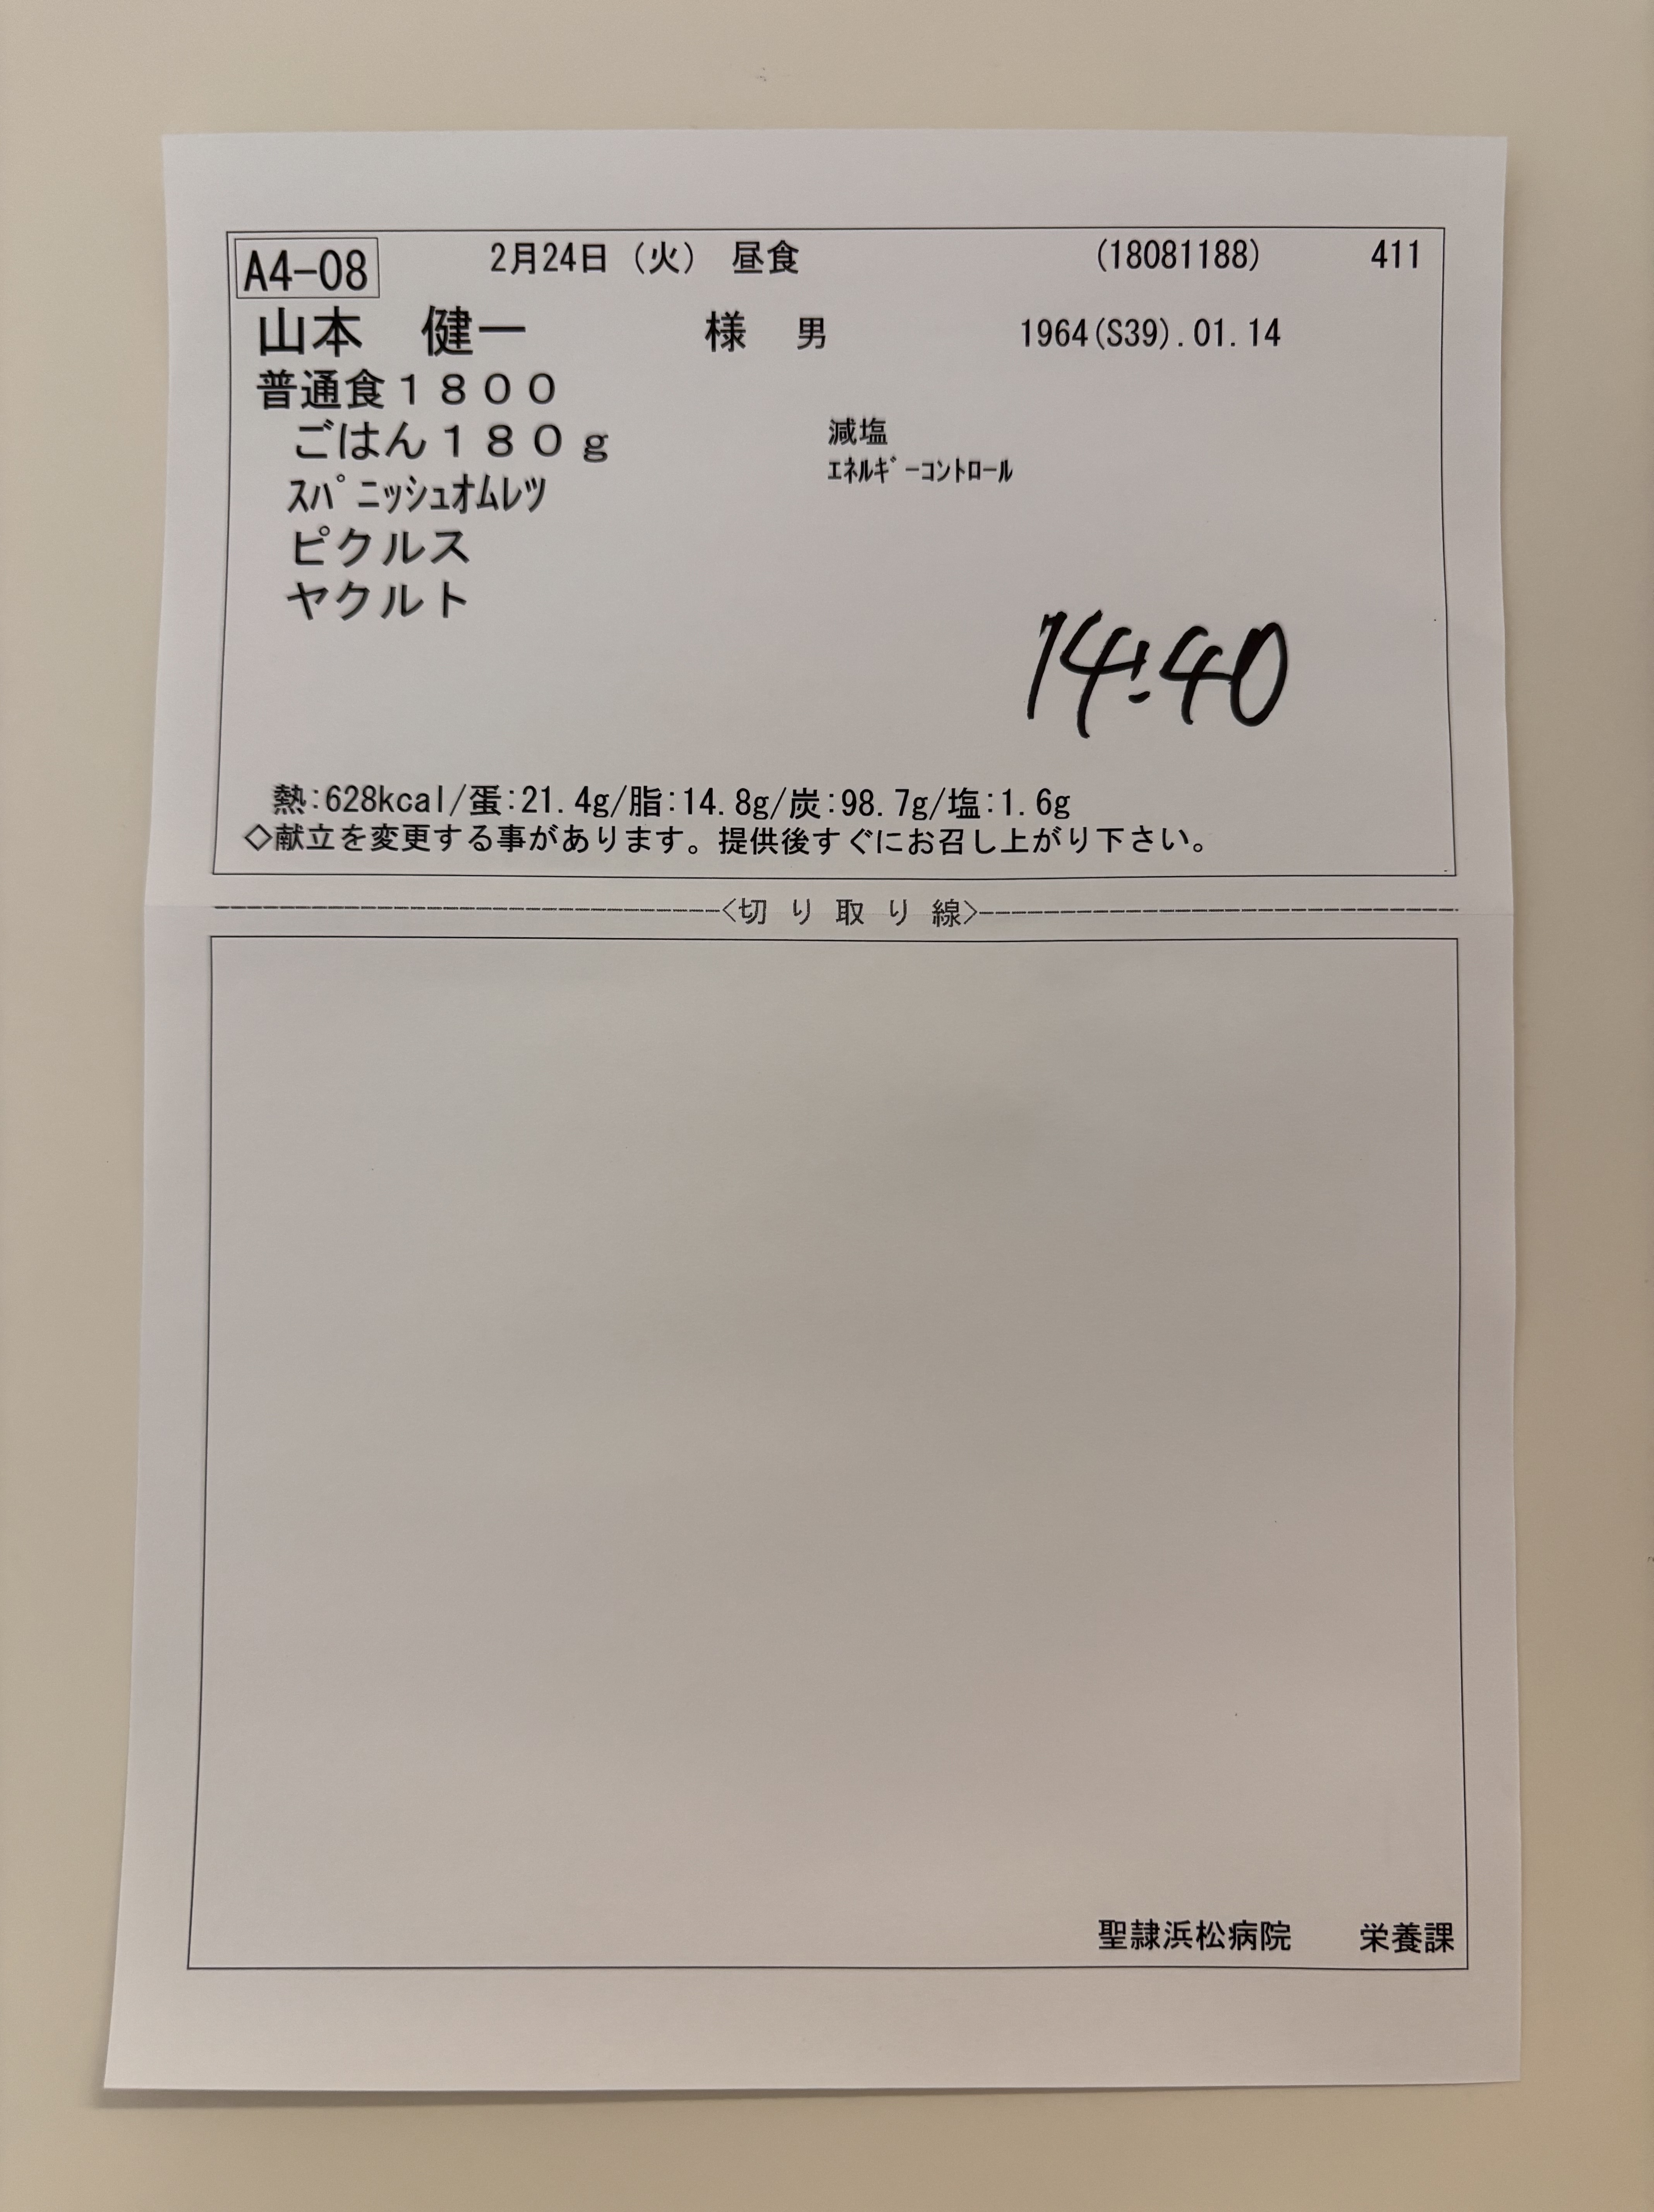 A4-08 2月24日（火） 昼食 (18081188) 411
山本 健一 様 男 1964(S39).01.14
普通食１８００
ごはん１８０ｇ 減塩
ｴﾈﾙｷﾞｰｺﾝﾄﾛｰﾙ
ｽﾊﾟﾆｯｼｭｵﾑﾚﾂ
ピクルス
ヤクルト
14:40
熱:628kcal/蛋:21.4g/脂:14.8g/炭:98.7g/塩:1.6g
◇献立を変更する事があります。提供後すぐにお召し上がり下さい。
<切り取り線>
聖隷浜松病院 栄養課